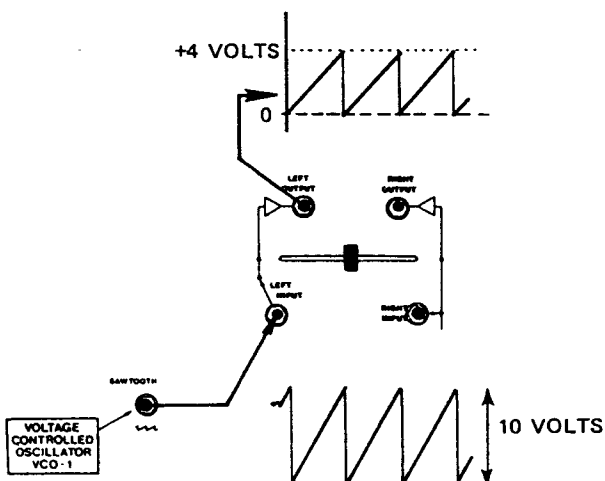 +4 VOLTS
0
LEFT
OUTPUT
RIGHT
OUTPUT
LEFT
INPUT
RIGHT
INPUT
SAWTOOTH
10 VOLTS
VOLTAGE
CONTROLLED
OSCILLATOR
VCO-1